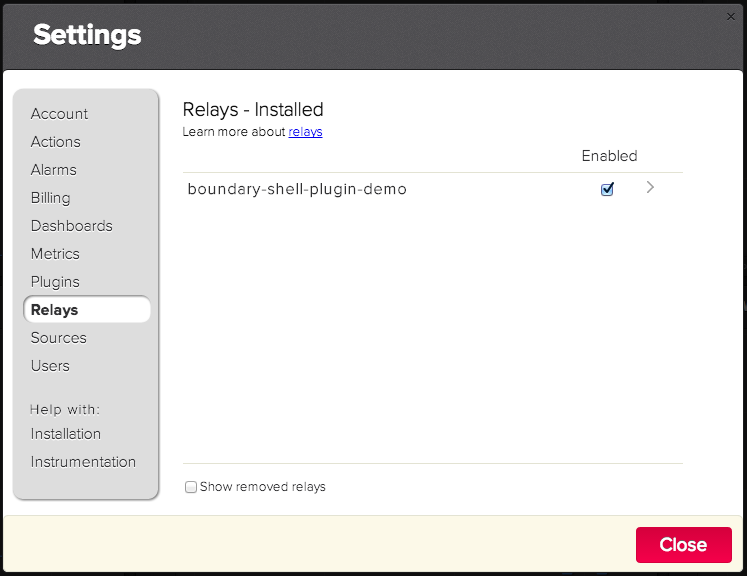 Settings
Account
Actions
Alarms
Billing
Dashboards
Metrics
Plugins
Relays
Sources
Users
Help with:
Installation
Instrumentation
Relays - Installed
Learn more about relays
Enabled
boundary-shell-plugin-demo
Show removed relays
Close